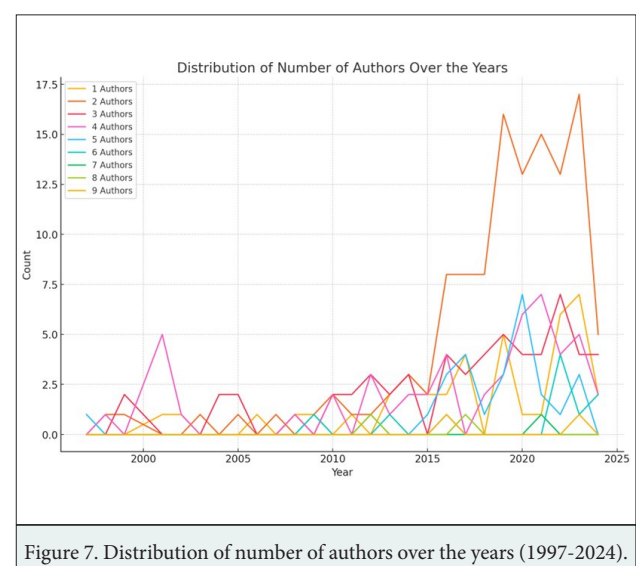 Distribution of Number of Authors Over the Years
17.5
15.0
12.5
10.0
7.5
5.0
2.5
0.0
Count
1 Authors
2 Authors
3 Authors
4 Authors
5 Authors
6 Authors
7 Authors
8 Authors
9 Authors
2000
2005
2010
2015
2020
2025
Year
Figure 7. Distribution of number of authors over the years (1997-2024).